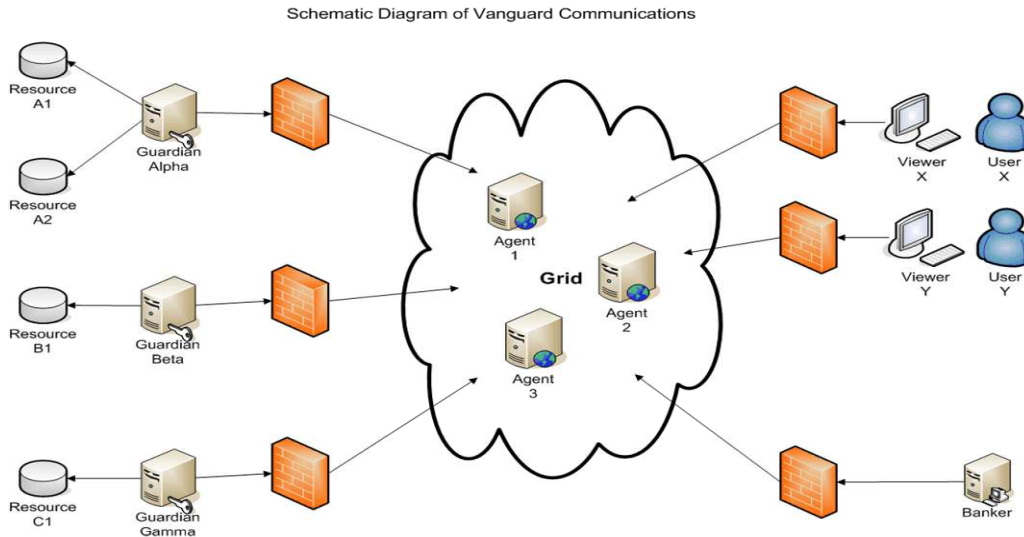 Schematic Diagram of Vanguard Communications
Resource
A1
Guardian
Alpha
Resource
A2
Viewer
X
User
X
Agent
1
Grid
Agent
2
Viewer
Y
User
Y
Resource
B1
Guardian
Beta
Agent
3
Resource
C1
Guardian
Gamma
Banker